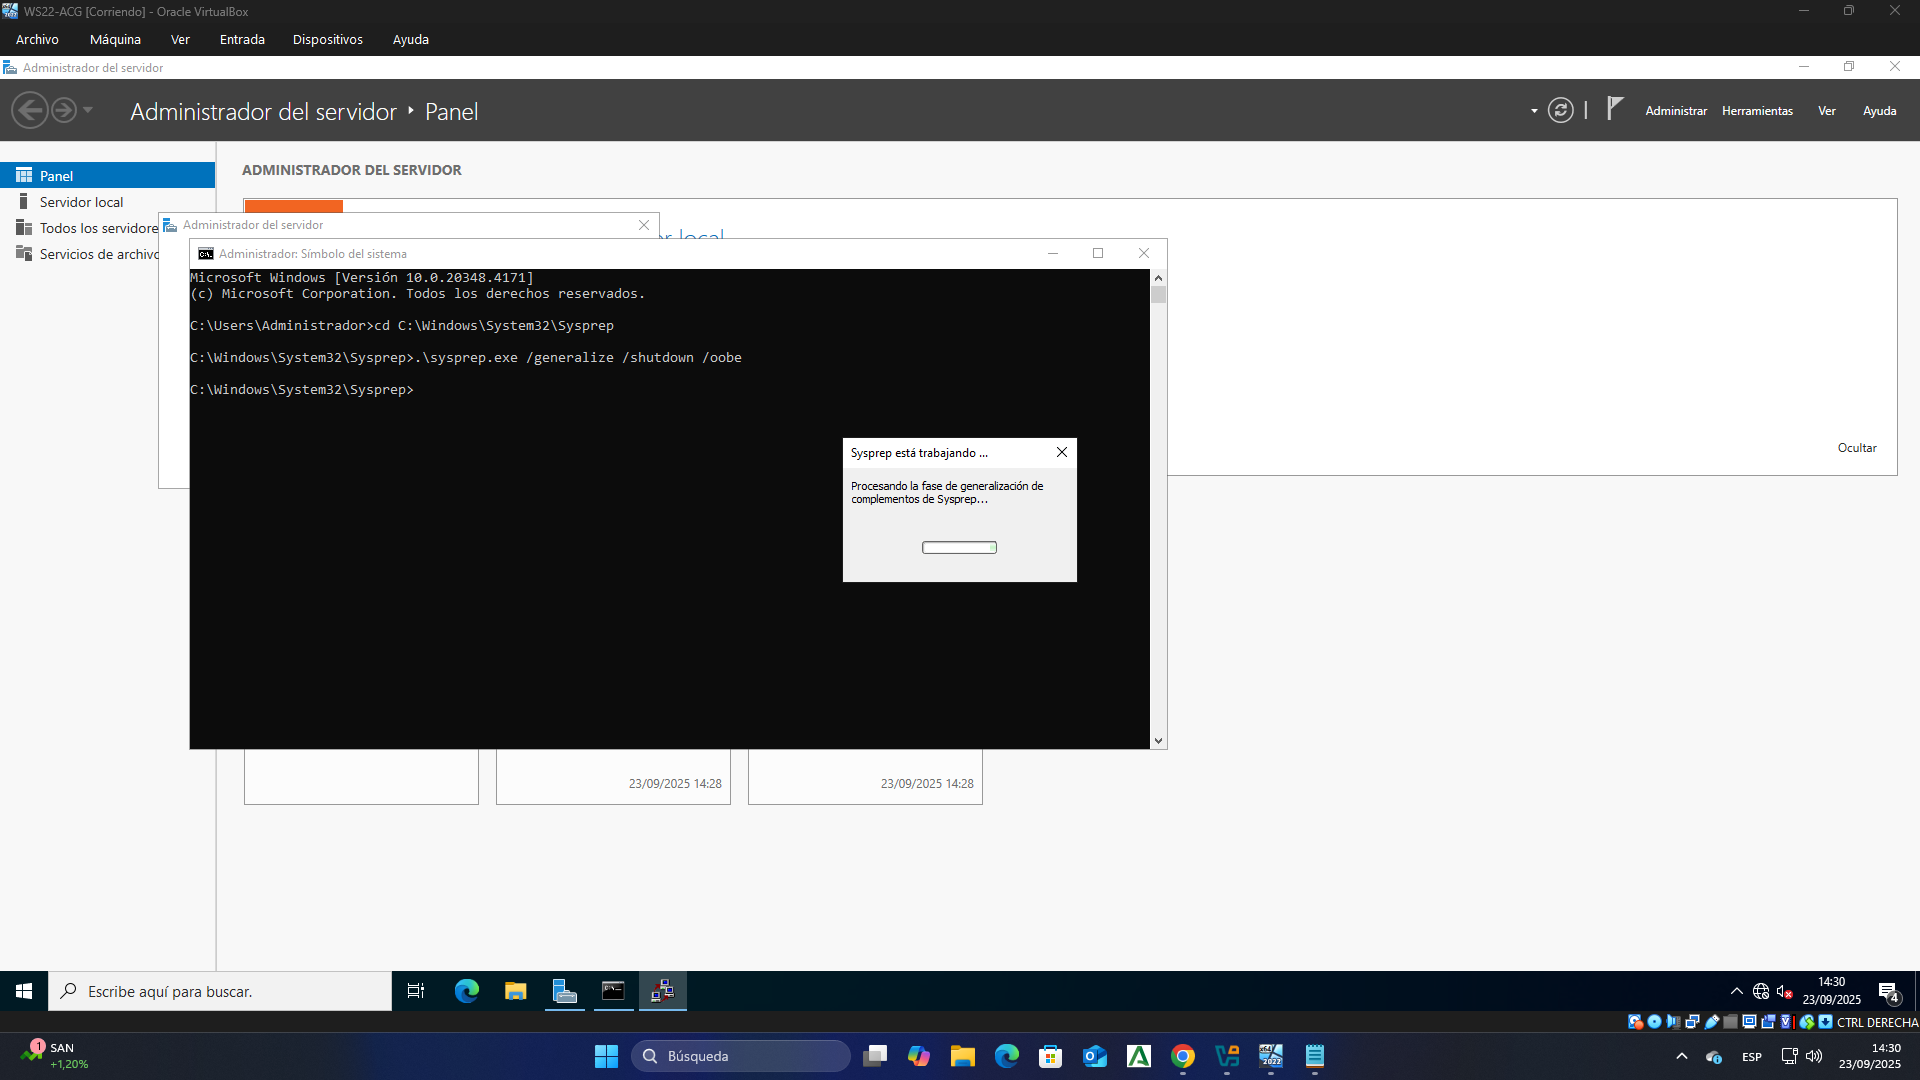 WS22-ACG [Corriendo] - Oracle VirtualBox
Archivo Máquina Ver Entrada Dispositivos Ayuda
Administrador del servidor
Administrador del servidor Panel
Administrar Herramientas Ver Ayuda
Panel
Servidor local
Todos los servidore
Servicios de archivo
ADMINISTRADOR DEL SERVIDOR
Administrador del servidor
local
Administrador: Símbolo del sistema
Microsoft Windows [Versión 10.0.20348.4171]
(c) Microsoft Corporation. Todos los derechos reservados.
C:\Users\Administrador>cd C:\Windows\System32\Sysprep
C:\Windows\System32\Sysprep>.\sysprep.exe /generalize /shutdown /oobe
C:\Windows\System32\Sysprep>
Sysprep está trabajando ...
Procesando la fase de generalización de
complementos de Sysprep...
Ocultar
23/09/2025 14:28
23/09/2025 14:28
Escribe aquí para buscar.
14:30
23/09/2025
4
CTRL DERECHA
1
SAN
+1,20%
Búsqueda
ESP
14:30
23/09/2025